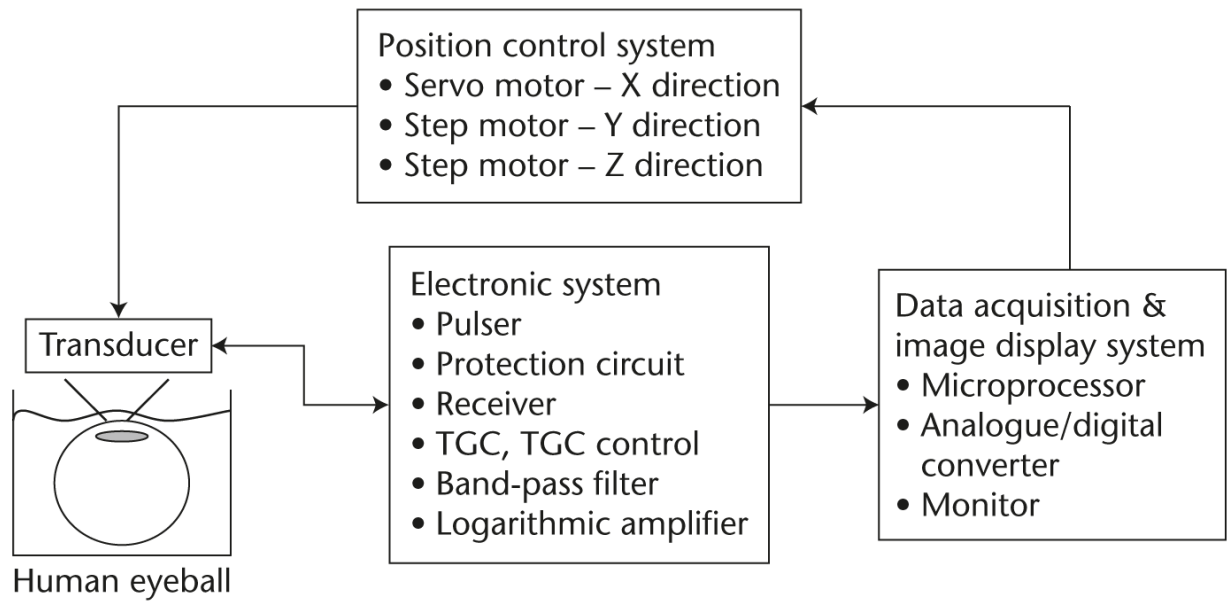 Position control system
• Servo motor – X direction
• Step motor – Y direction
• Step motor – Z direction
Transducer
Human eyeball
Electronic system
• Pulser
• Protection circuit
• Receiver
• TGC, TGC control
• Band-pass filter
• Logarithmic amplifier
Data acquisition &
image display system
• Microprocessor
• Analogue/digital
converter
• Monitor